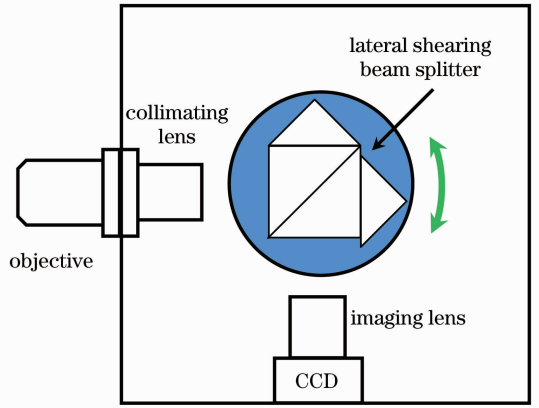 lateral shearing
beam splitter
collimating
lens
objective
imaging lens
CCD